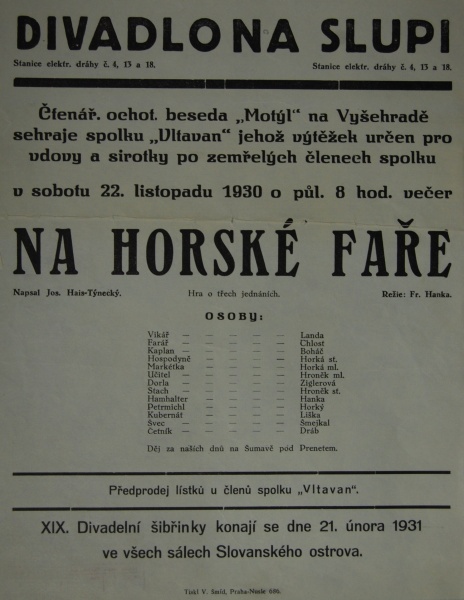 DIVADLO NA SLUPI
Stanice elektr. dráhy č. 4, 13 a 18. Stanice elektr. dráhy č. 4, 13 a 18.
Čtenář. ochot. beseda „Motýl“ na Vyšehradě
sehraje spolku „Vltavan“ jehož výtěžek určen pro
vdovy a sirotky po zemřelých členech spolku
v sobotu 22. listopadu 1930 o půl. 8 hod. večer
NA HORSKÉ FAŘE
Napsal Jos. Hais-Týnecký. Hra o třech jednáních. Režie: Fr. Hanka.
OSOBY:
Vikář — — — — — Landa
Farář — — — — — Chlost
Kaplan — — — — — Boháč
Hospodyně — — — — — Horká st.
Markétka — — — — — Horká ml.
Učitel — — — — — Hroněk ml.
Dorla — — — — — Ziglerová
Stach — — — — — Hroněk st.
Hamhalter — — — — — Hanka
Petrmichl — — — — — Horký
Kubernát — — — — — Liška
Švec — — — — — Smejkal
Četník — — — — — Dráb
Děj za našich dnů na Šumavě pod Prenetem.
Předprodej lístků u členů spolku „Vltavan“.
XIX. Divadelní šibřinky konají se dne 21. února 1931
ve všech sálech Slovanského ostrova.
Tiskl V. Šmíd, Praha-Nusle 686.